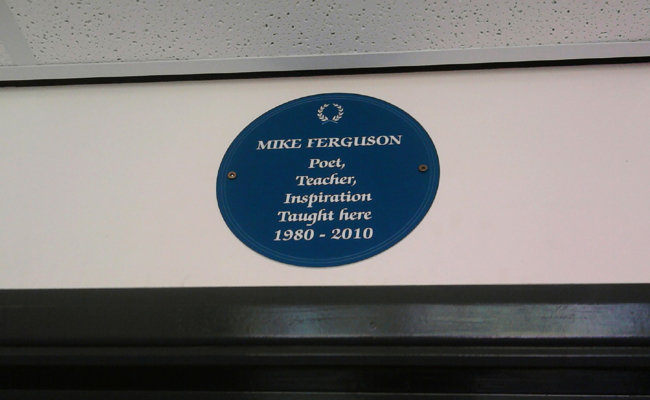 MIKE FERGUSON
Poet,
Teacher,
Inspiration
Taught here
1980 - 2010